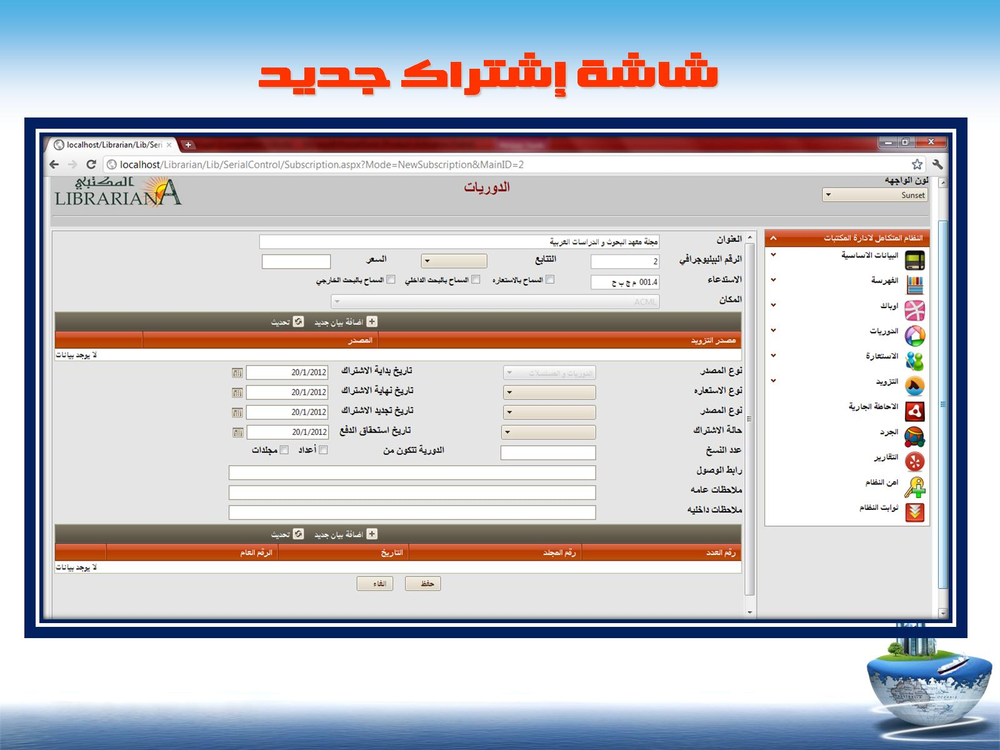 شاشة إشتراك جديد
localhost/Librarian/Lib/Seri
localhost/Librarian/Lib/SerialControl/Subscription.aspx?Mode=NewSubscription&MainID=2
المكتبي
LIBRARIAN
الدوريات
لون الواجهه
Sunset
النظام المتكامل لادارة المكتبات
البيانات الاساسية
الفهرسة
اوباك
الدوريات
الاستعارة
التزويد
الاحاطة الجارية
الجرد
التقارير
امن النظام
ثوابت النظام
العنوان مجلة معهد البحوث و الدراسات العربية
الرقم الببليوجرافي 2 التتابع السعر
الاستدعاء 001.4 م ج ب ح السماح بالاستعاره السماح بالبحث الداخلي السماح بالبحث الخارجي
المكان ACML
اضافة بيان جديد تحديث
مصدر التزويد المصدر
لا يوجد بيانات
نوع المصدر الدوريات و المسلسلات تاريخ بداية الاشتراك 20/1/2012
نوع الاستعاره تاريخ نهاية الاشتراك 20/1/2012
نوع المصدر تاريخ تجديد الاشتراك 20/1/2012
حالة الاشتراك تاريخ استحقاق الدفع 20/1/2012
عدد النسخ الدورية تتكون من أعداد مجلدات
رابط الوصول
ملاحظات عامه
ملاحظات داخليه
اضافة بيان جديد تحديث
رقم العدد رقم المجلد التاريخ الرقم العام
لا يوجد بيانات
حفظ الغاء